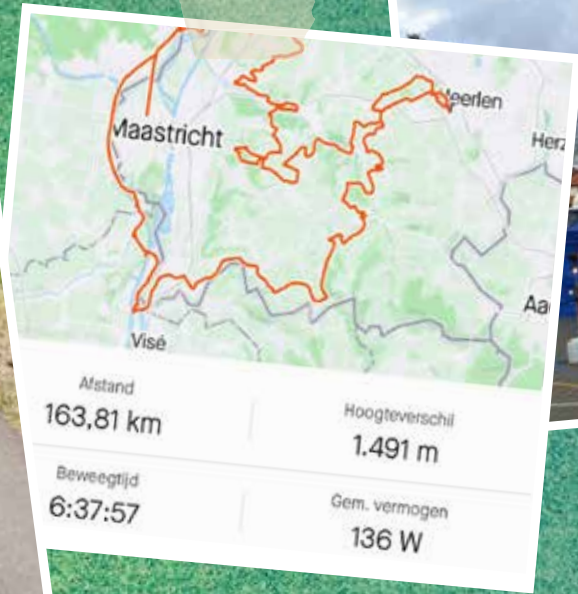 Heerlen
Maastricht
Herz
Aa
Visé
Afstand
163,81 km
Hoogteverschil
1.491 m
Beweegtijd
6:37:57
Gem. vermogen
136 W